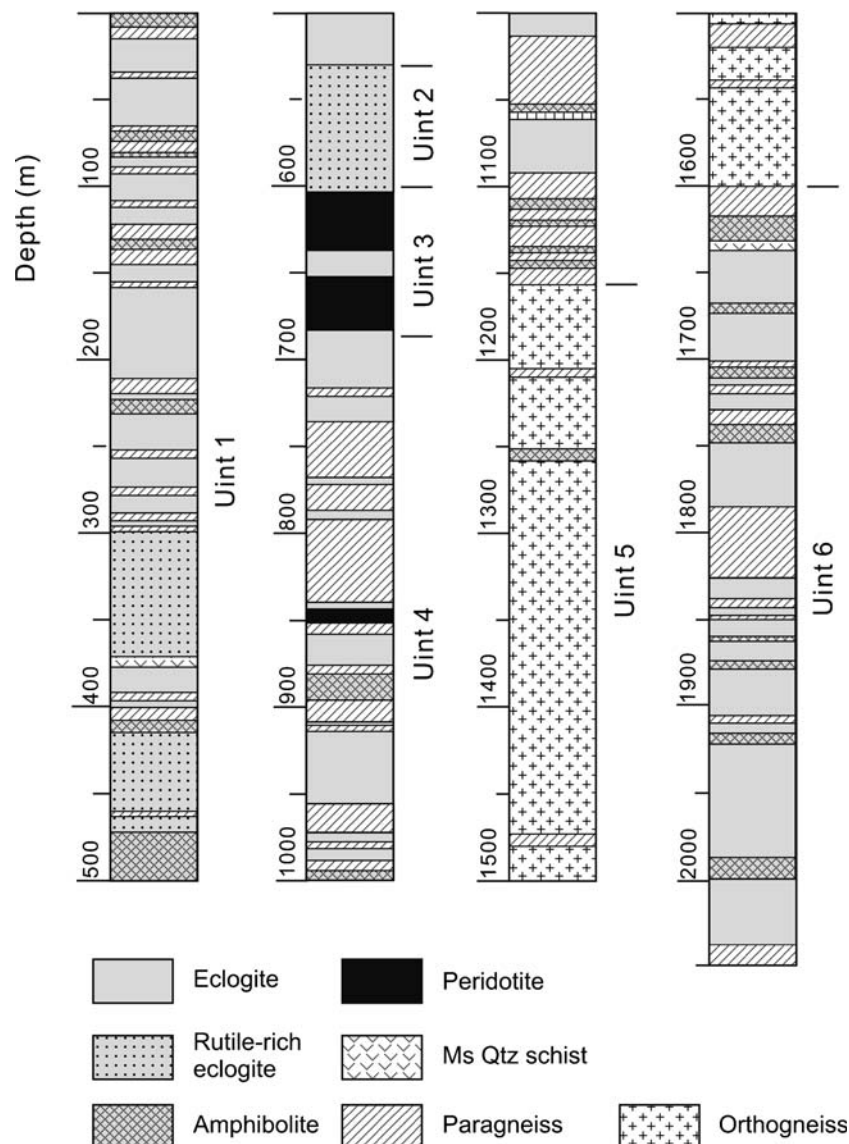 Depth (m)
100
200
300
400
500
Uint 1
600
700
800
900
1000
Uint 2
Uint 3
Uint 4
1100
1200
1300
1400
1500
Uint 5
1600
1700
1800
1900
2000
Uint 6
Eclogite
Peridotite
Rutile-rich
eclogite
Ms Qtz schist
Amphibolite
Paragneiss
Orthogneiss